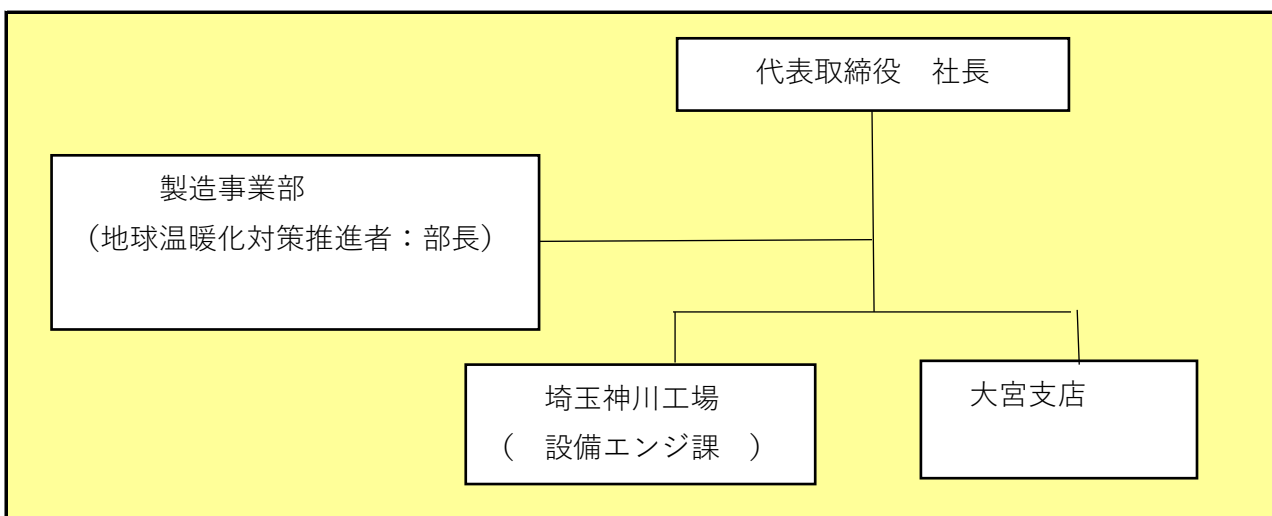 代表取締役　社長
製造事業部
（地球温暖化対策推進者：部長）
埼玉神川工場
（　設備エンジ課　）
大宮支店